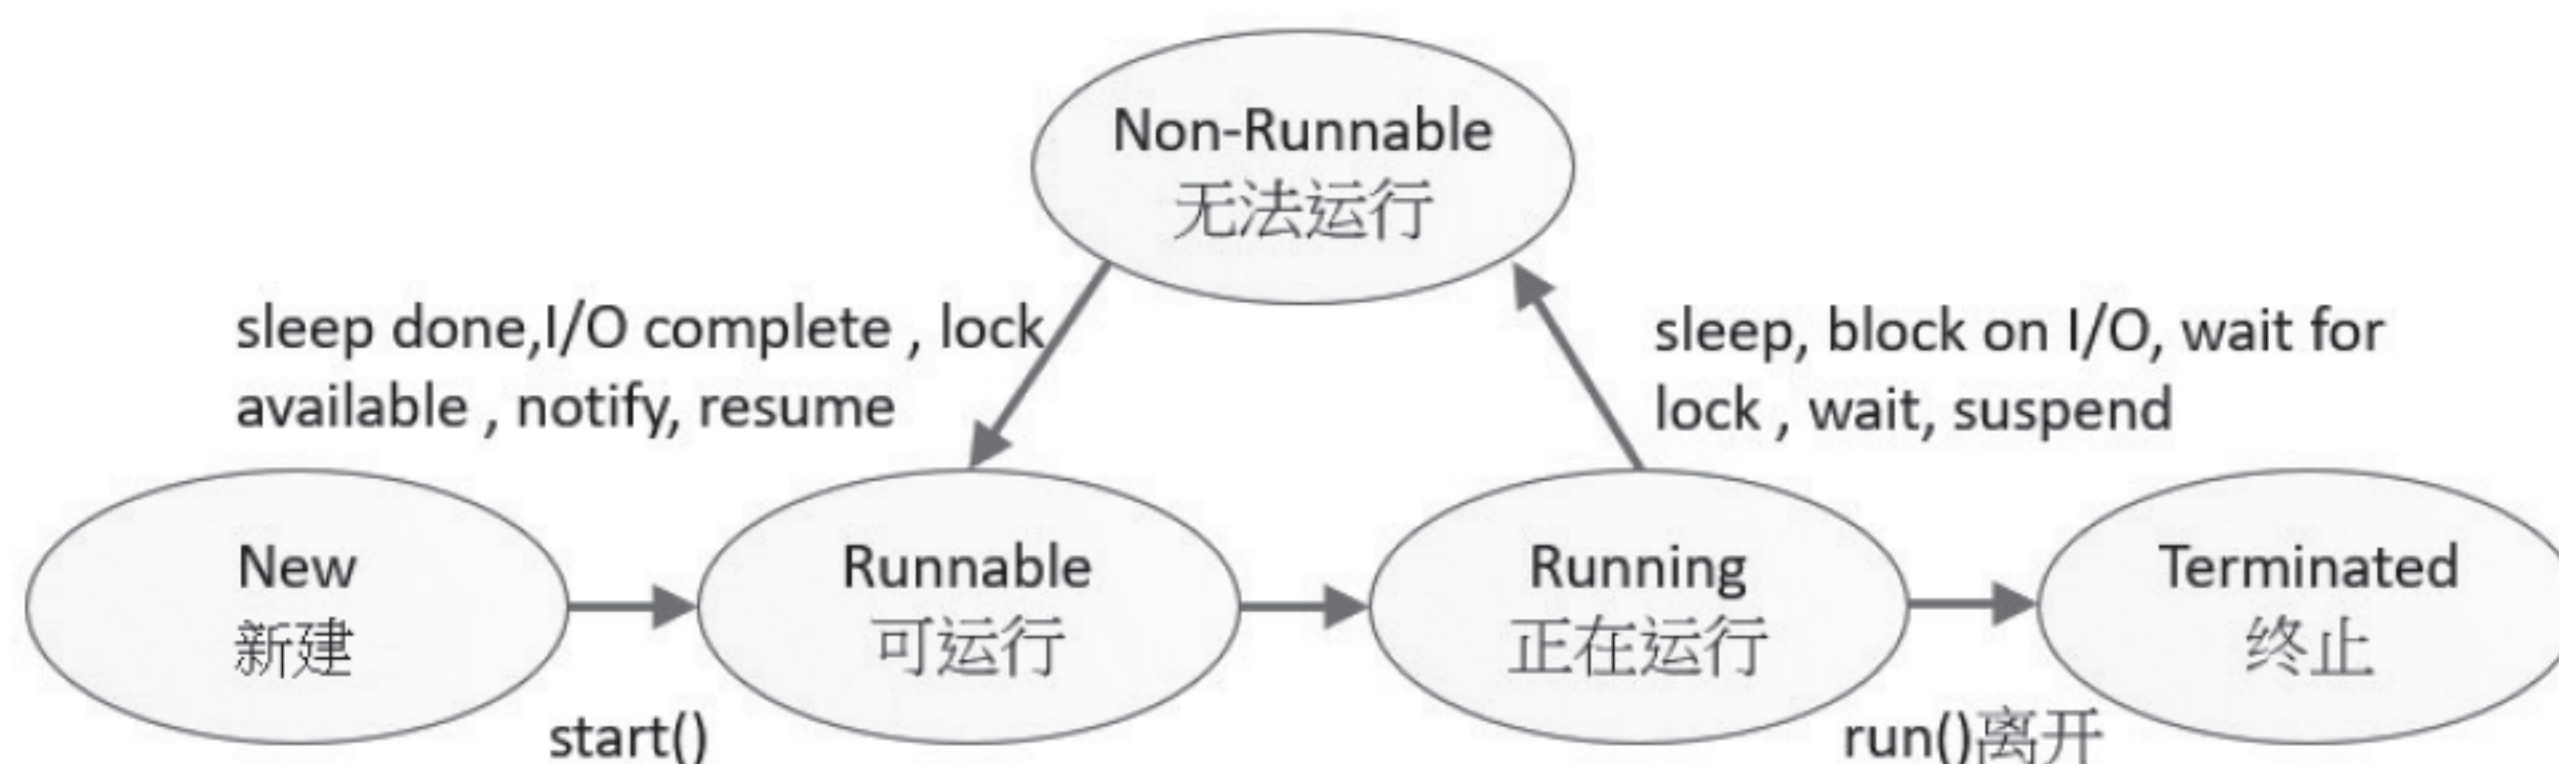 Non-Runnable
无法运行
sleep done,I/O complete , lock
available , notify, resume
sleep, block on I/O, wait for
lock , wait, suspend
New
新建
Runnable
可运行
Running
正在运行
Terminated
终止
start()
run()离开